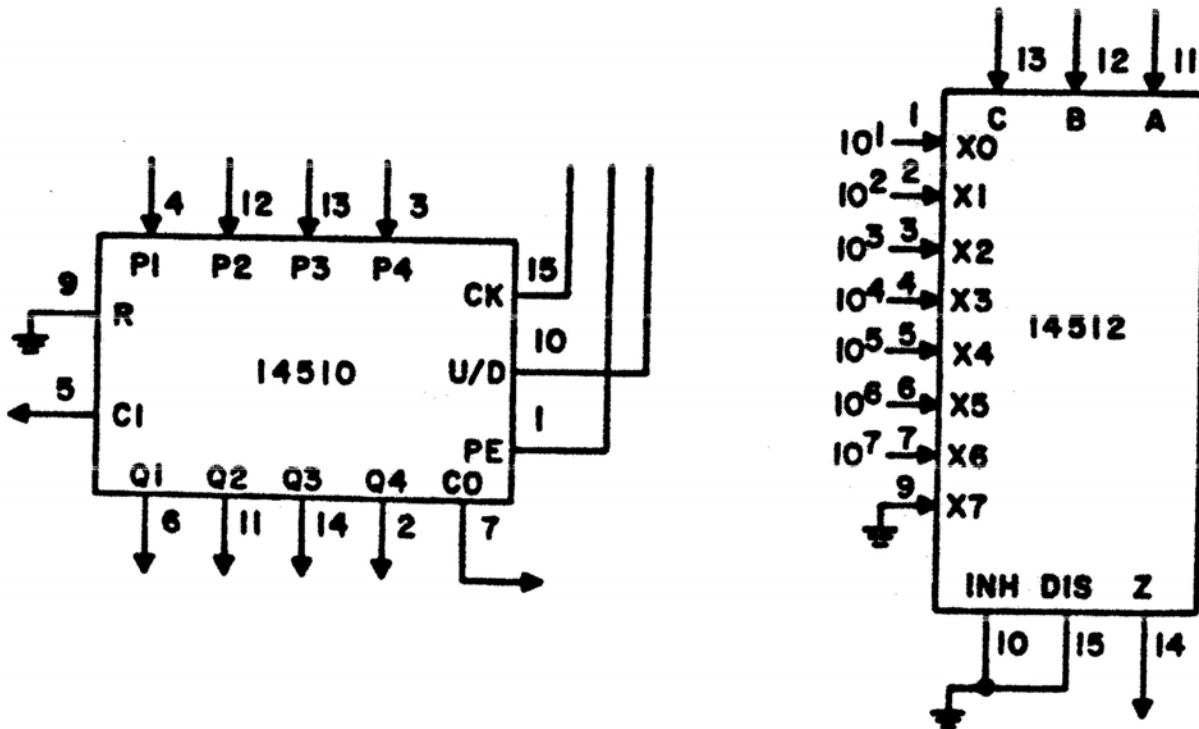 4 12 13 3
P1 P2 P3 P4
9
R
15
CK
14510
10
U/D
5
CI
1
PE
Q1 Q2 Q3 Q4 CO
6 11 14 2 7
13 12 11
C B A
10¹ 1 X0
10² 2 X1
10³ 3 X2
10⁴ 4 X3
14512
10⁵ 5 X4
10⁶ 6 X5
10⁷ 7 X6
9 X7
INH DIS Z
10 15 14